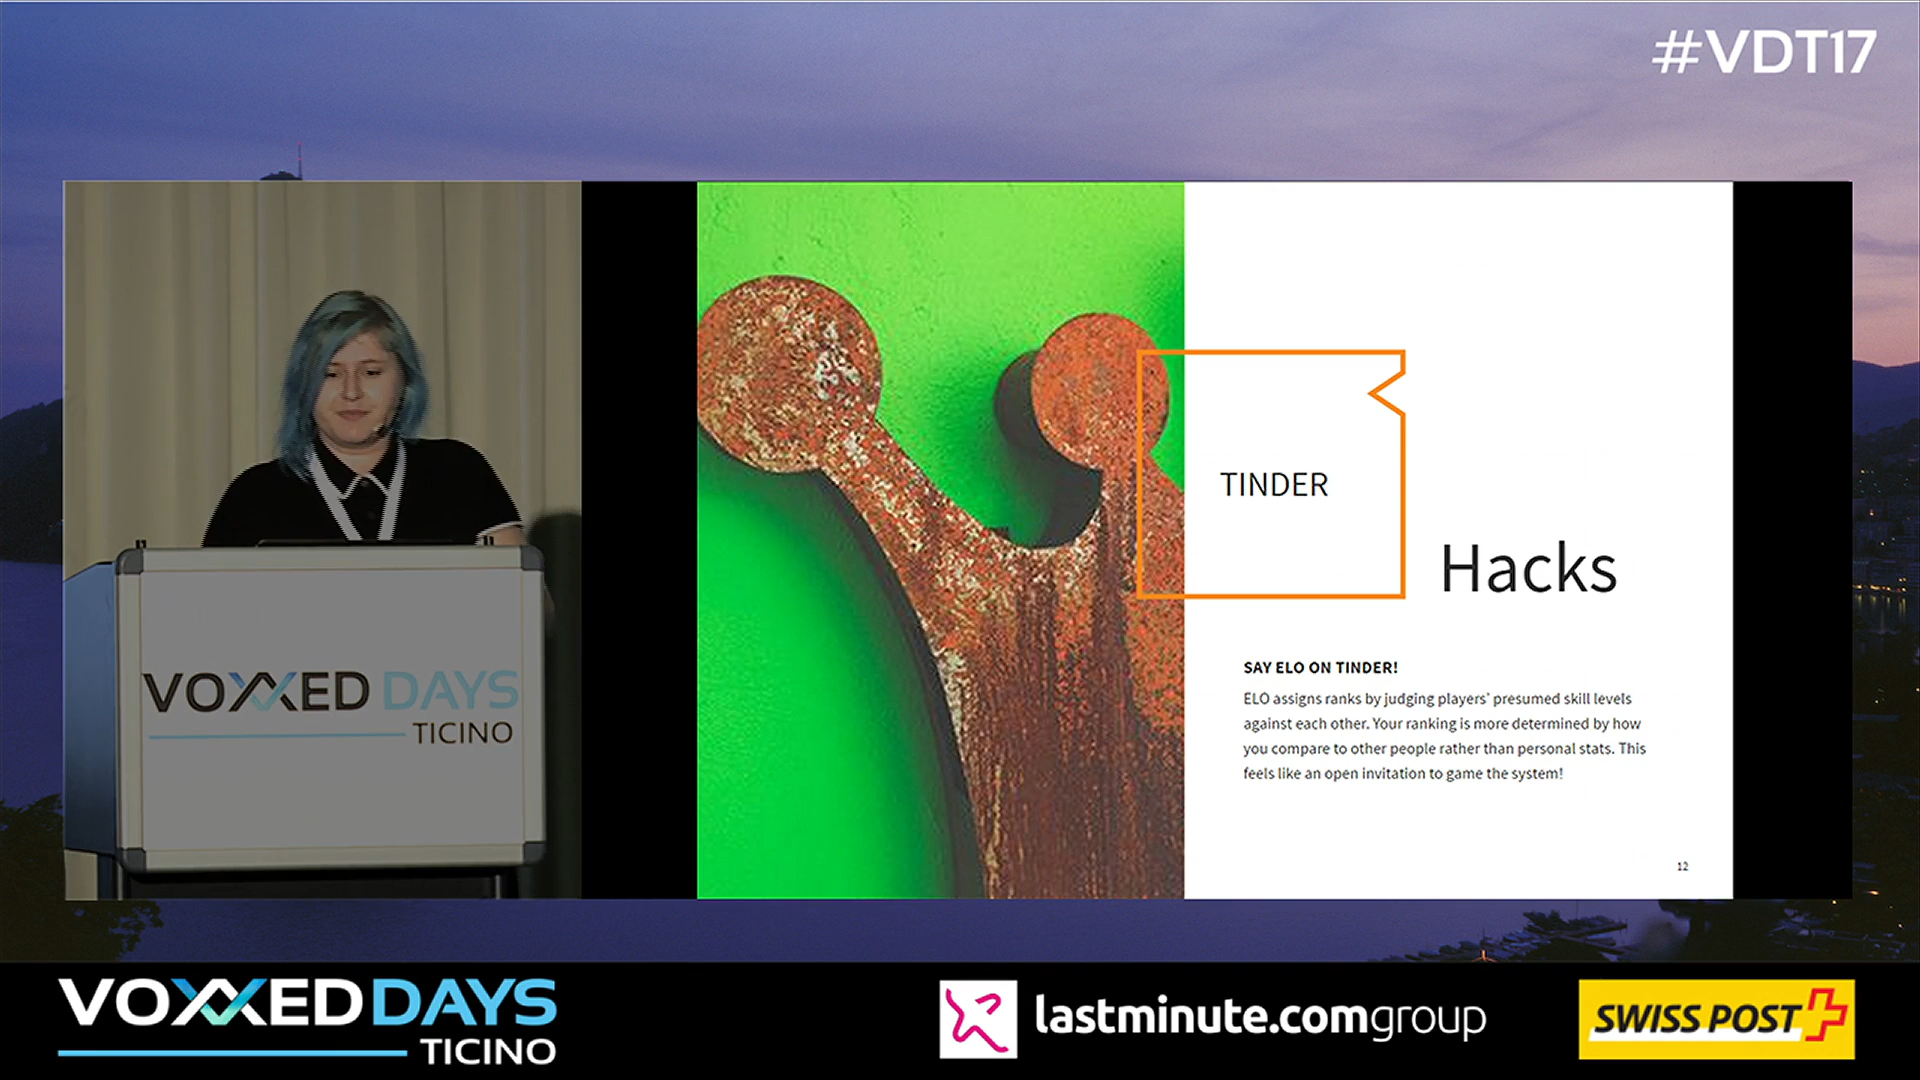 #VDT17
TINDER
Hacks
SAY ELO ON TINDER!
ELO assigns ranks by judging players' presumed skill levels
against each other. Your ranking is more determined by how
you compare to other people rather than personal stats. This
feels like an open invitation to game the system!
12
VOXXED DAYS
TICINO
VOXXED DAYS
TICINO
lastminute.comgroup
SWISS POST